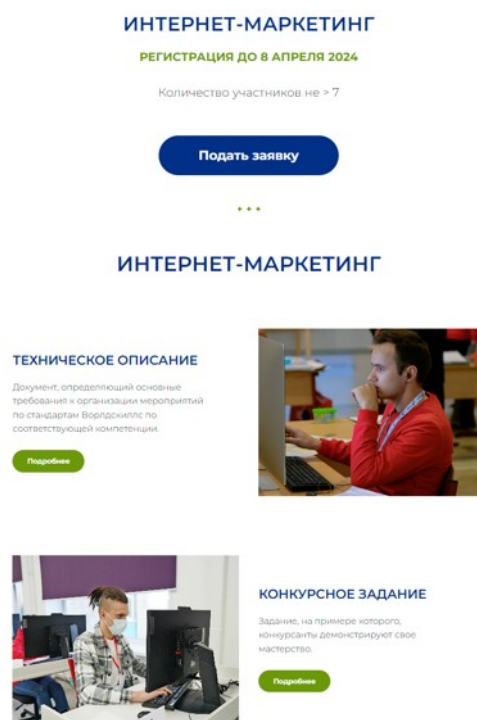 ИНТЕРНЕТ-МАРКЕТИНГ
РЕГИСТРАЦИЯ ДО 8 АПРЕЛЯ 2024
Количество участников не > 7
Подать заявку
ИНТЕРНЕТ-МАРКЕТИНГ
ТЕХНИЧЕСКОЕ ОПИСАНИЕ
Документ, определяющий основные
требования к организации мероприятий
по стандартам Ворлдскиллс по
соответствующей компетенции.
Подробнее
КОНКУРСНОЕ ЗАДАНИЕ
Задание, на примере которого,
конкурсанты демонстрируют свое
мастерство.
Подробнее